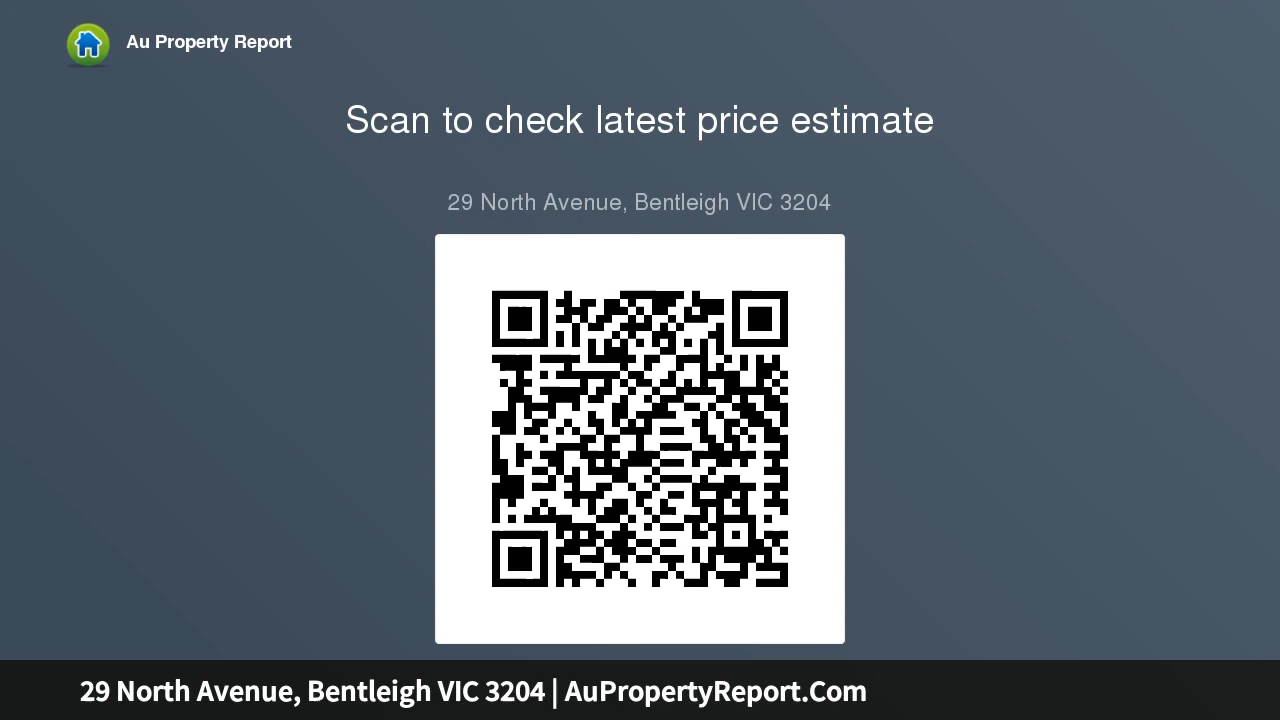 Au Property Report
Scan to check latest price estimate
29 North Avenue, Bentleigh VIC 3204
29 North Avenue, Bentleigh VIC 3204 | AuPropertyReport.Com